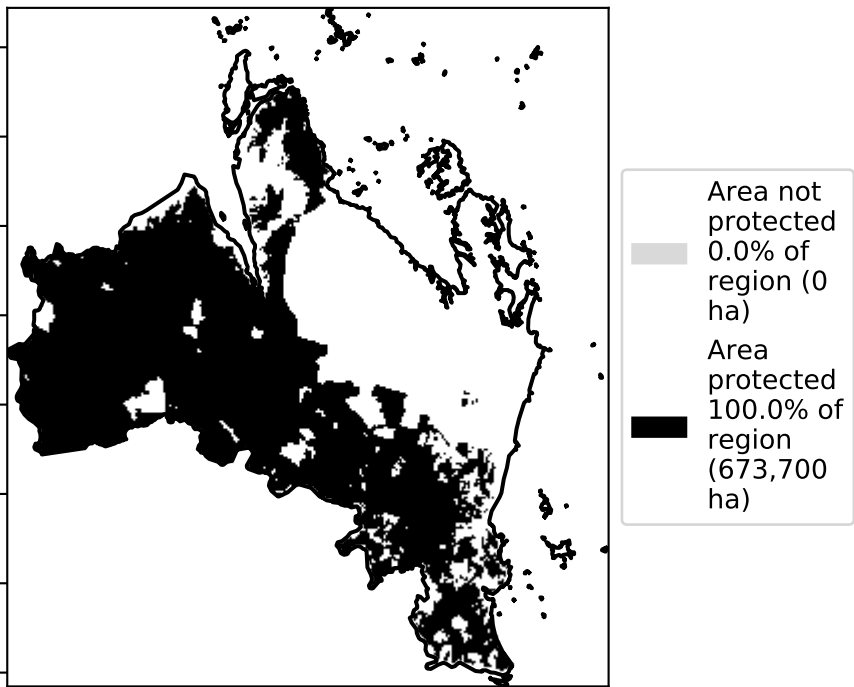 Area not
protected
0.0% of
region (0
ha)
Area
protected
100.0% of
region
(673,700
ha)